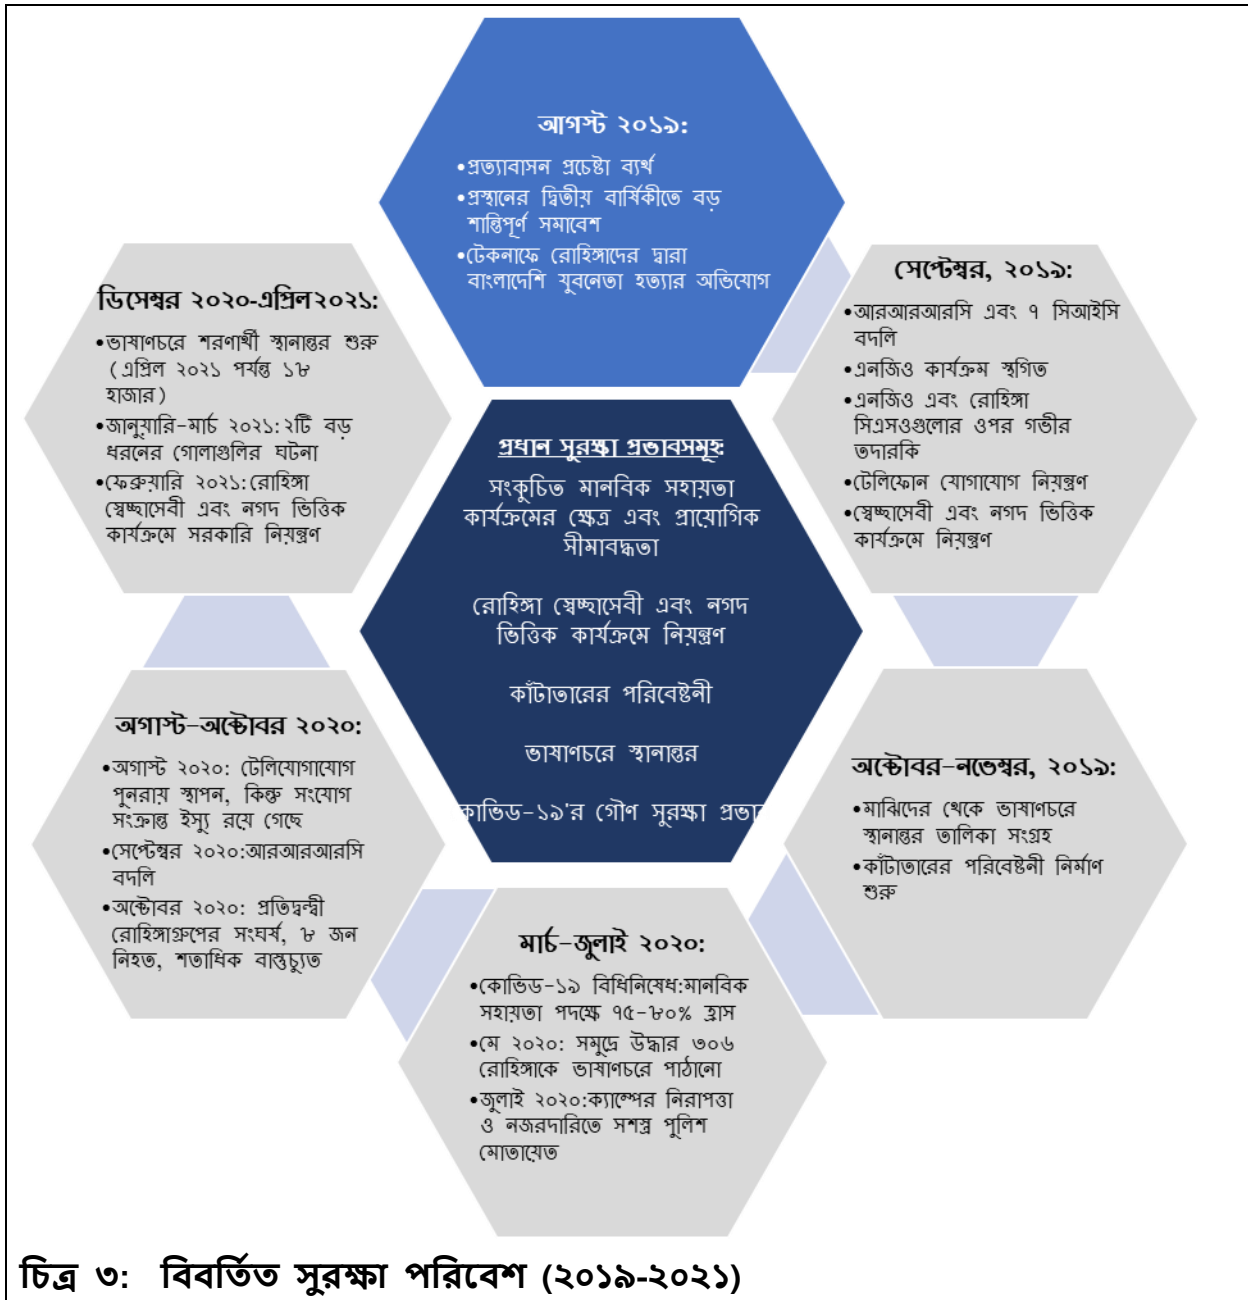 আগস্ট ২০১৯:
•প্রত্যাবাসন প্রচেষ্টা ব্যর্থ
•প্রস্থানের দ্বিতীয় বার্ষিকীতে বড়
শান্তিপূর্ণ সমাবেশ
•টেকনাফে রোহিঙ্গাদের দ্বারা
বাংলাদেশি যুবনেতা হত্যার অভিযোগ
সেপ্টেম্বর, ২০১৯:
•আরআরআরসি এবং ৭ সিআইসি
বদলি
•এনজিও কার্যক্রম স্থগিত
•এনজিও এবং রোহিঙ্গা
সিএসওগুলোর ওপর গভীর
তদারকি
•টেলিফোন যোগাযোগ নিয়ন্ত্রণ
•স্বেচ্ছাসেবী এবং নগদ ভিত্তিক
কার্যক্রমে নিয়ন্ত্রণ
অক্টোবর-নভেম্বর, ২০১৯:
•মাঝিদের থেকে ভাষাণচরে
স্থানান্তর তালিকা সংগ্রহ
•কাঁটাতারের পরিবেষ্টনী নির্মাণ
শুরু
মার্চ-জুলাই ২০২০:
•কোভিড-১৯ বিধিনিষেধ:মানবিক
সহায়তা পদক্ষে ৭৫-৮০% হ্রাস
•মে ২০২০: সমুদ্রে উদ্ধার ৩০৬
রোহিঙ্গাকে ভাষাণচরে পাঠানো
•জুলাই ২০২০:ক্যাম্পের নিরাপত্তা
ও নজরদারিতে সশস্ত্র পুলিশ
মোতায়েত
অগাস্ট-অক্টোবর ২০২০:
•অগাস্ট ২০২০: টেলিযোগাযোগ
পুনরায় স্থাপন, কিন্তু সংযোগ
সংক্রান্ত ইস্যু রয়ে গেছে
•সেপ্টেম্বর ২০২০:আরআরআরসি
বদলি
•অক্টোবর ২০২০: প্রতিদ্বন্দ্বী
রোহিঙ্গাগ্রুপের সংঘর্ষ, ৮ জন
নিহত, শতাধিক বাস্তুচ্যুত
ডিসেম্বর ২০২০-এপ্রিল২০২১:
•ভাষাণচরে শরণার্থী স্থানান্তর শুরু
(এপ্রিল ২০২১ পর্যন্ত ১৮
হাজার)
•জানুয়ারি-মার্চ ২০২১:২টি বড়
ধরনের গোলাগুলির ঘটনা
•ফেব্রুয়ারি ২০২১:রোহিঙ্গা
স্বেচ্ছাসেবী এবং নগদ ভিত্তিক
কার্যক্রমে সরকারি নিয়ন্ত্রণ
প্রধান সুরক্ষা প্রভাবসমূহ:
সংকুচিত মানবিক সহায়তা
কার্যক্রমের ক্ষেত্র এবং প্রায়োগিক
সীমাবদ্ধতা
রোহিঙ্গা স্বেচ্ছাসেবী এবং নগদ
ভিত্তিক কার্যক্রমে নিয়ন্ত্রণ
কাঁটাতারের পরিবেষ্টনী
ভাষাণচরে স্থানান্তর
কোভিড-১৯'র গৌণ সুরক্ষা প্রভাব
চিত্র ৩: বিবর্তিত সুরক্ষা পরিবেশ (২০১৯-২০২১)